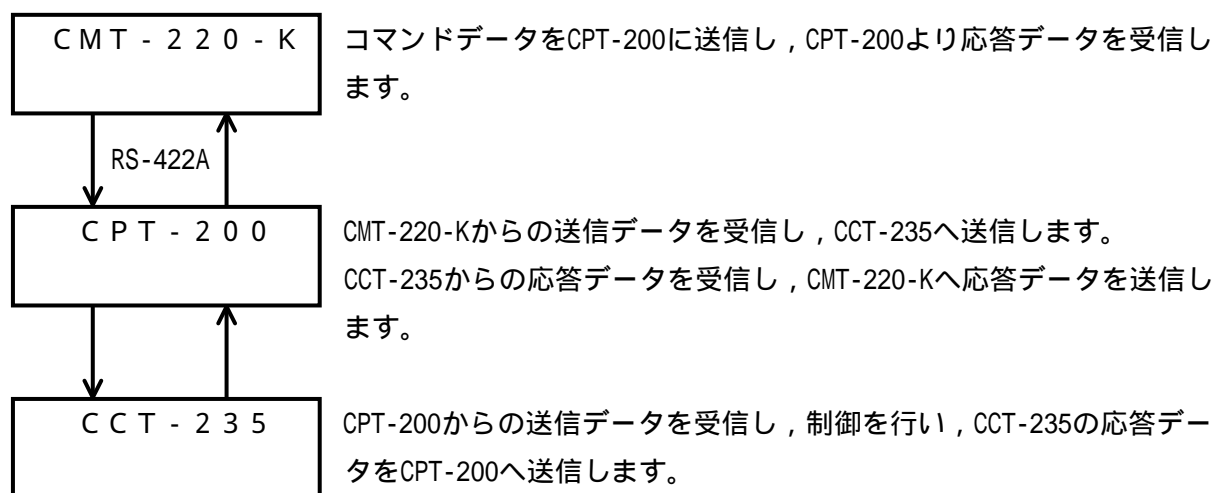 CMT-220-K
コマンドデータをCPT-200に送信し，CPT-200より応答データを受信し
ます。
RS-422A
CPT-200
CMT-220-Kからの送信データを受信し，CCT-235へ送信します。
CCT-235からの応答データを受信し，CMT-220-Kへ応答データを送信し
ます。
CCT-235
CPT-200からの送信データを受信し，制御を行い，CCT-235の応答デー
タをCPT-200へ送信します。